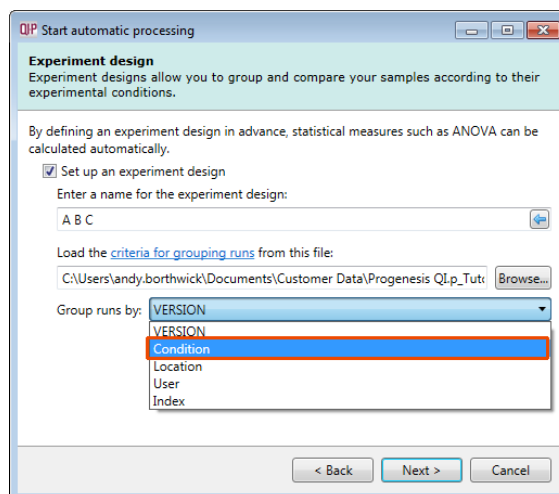 QIP Start automatic processing
Experiment design
Experiment designs allow you to group and compare your samples according to their
experimental conditions.
By defining an experiment design in advance, statistical measures such as ANOVA can be
calculated automatically.
Set up an experiment design
Enter a name for the experiment design:
A B C
Load the criteria for grouping runs from this file:
C:\Users\andy.borthwick\Documents\Customer Data\Progenesis QI.p_Tuto Browse...
Group runs by: VERSION
VERSION
Condition
Location
User
Index
< Back Next > Cancel